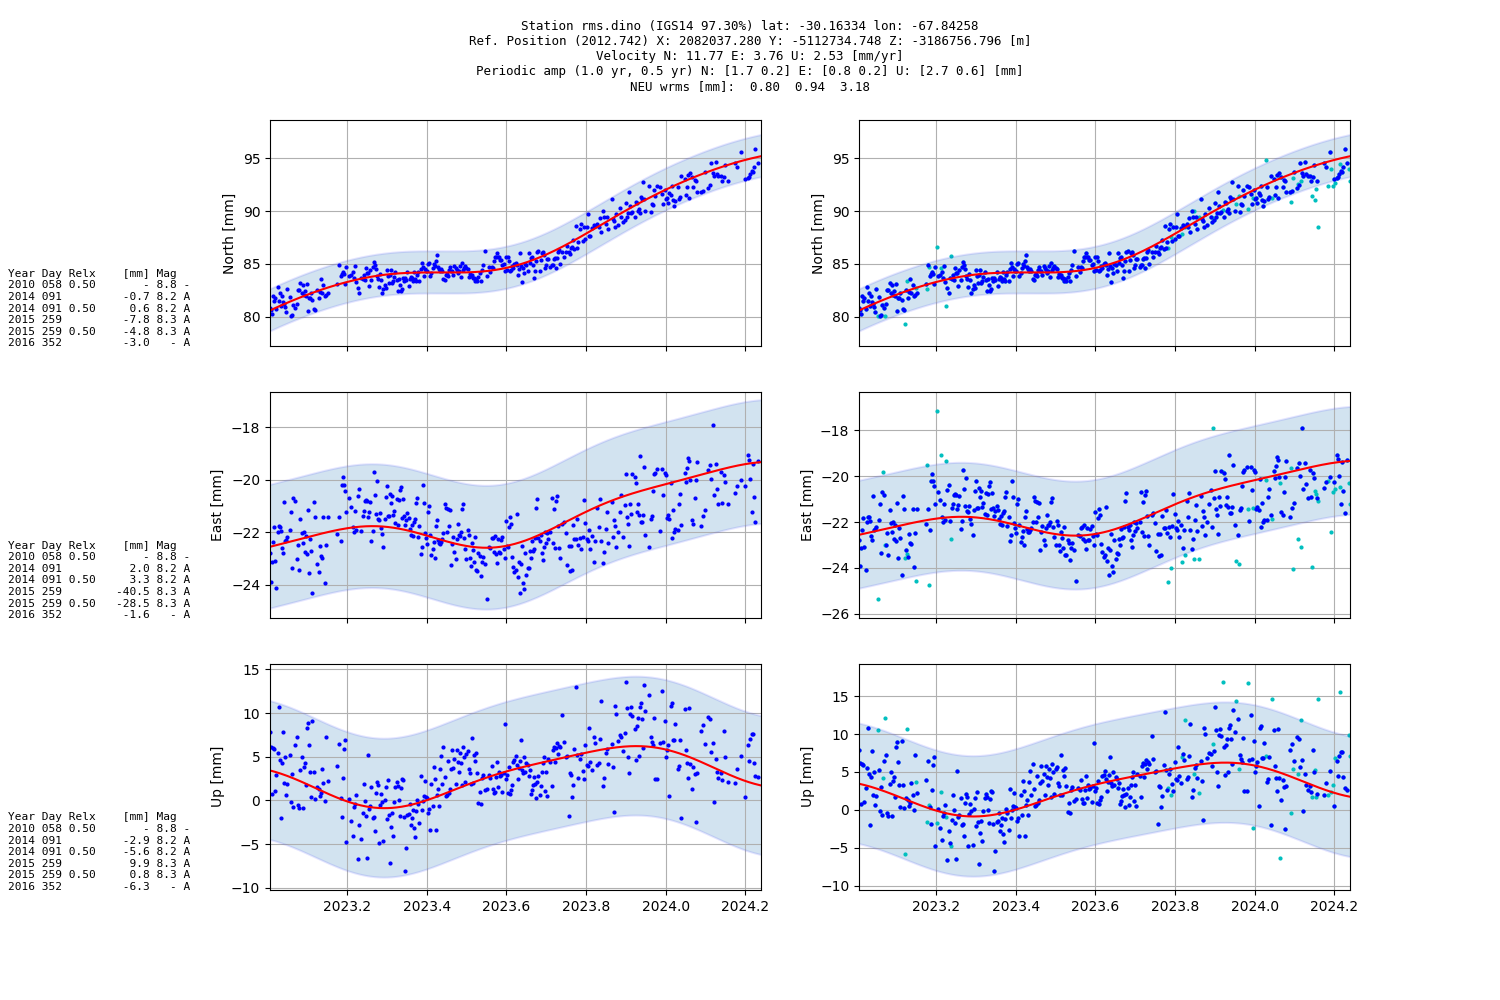 Station rms.dino (IGS14 97.30%) lat: -30.16334 lon: -67.84258
Ref. Position (2012.742) X: 2082037.280 Y: -5112734.748 Z: -3186756.796 [m]
Velocity N: 11.77 E: 3.76 U: 2.53 [mm/yr]
Periodic amp (1.0 yr, 0.5 yr) N: [1.7 0.2] E: [0.8 0.2] U: [2.7 0.6] [mm]
NEU wrms [mm]:  0.80  0.94  3.18
Year Day Relx    [mm] Mag
2010 058 0.50       - 8.8 -
2014 091         -0.7 8.2 A
2014 091 0.50     0.6 8.2 A
2015 259         -7.8 8.3 A
2015 259 0.50    -4.8 8.3 A
2016 352         -3.0   - A
North [mm]
95
90
85
80
North [mm]
95
90
85
80
Year Day Relx    [mm] Mag
2010 058 0.50       - 8.8 -
2014 091          2.0 8.2 A
2014 091 0.50     3.3 8.2 A
2015 259        -40.5 8.3 A
2015 259 0.50   -28.5 8.3 A
2016 352         -1.6   - A
East [mm]
−18
−20
−22
−24
East [mm]
−18
−20
−22
−24
−26
Year Day Relx    [mm] Mag
2010 058 0.50       - 8.8 -
2014 091         -2.9 8.2 A
2014 091 0.50    -5.6 8.2 A
2015 259          9.9 8.3 A
2015 259 0.50     0.8 8.3 A
2016 352         -6.3   - A
Up [mm]
15
10
5
0
−5
−10
2023.2 2023.4 2023.6 2023.8 2024.0 2024.2
Up [mm]
15
10
5
0
−5
−10
2023.2 2023.4 2023.6 2023.8 2024.0 2024.2